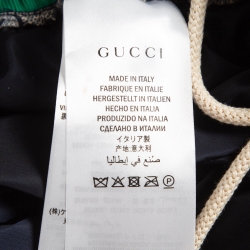 GUCCI
MADE IN ITALY
FABRIQUÉ EN ITALIE
HERGESTELLT IN ITALIEN
HECHO EN ITALIA
PRODUZIDO NA ITALIA
СДЕЛАНО В ИТАЛИИ
イタリア製
产地:意大利
صنع في إيطاليا